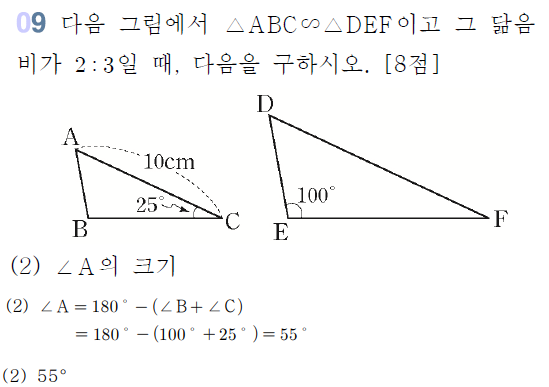 09 다음 그림에서 △ABC∽△DEF이고 그 닮음
비가 2:3일 때, 다음을 구하시오. [8점]
D
A
10cm
25°
100°
B
C
E
F
(2) ∠A의 크기
(2) ∠A=180°-(∠B+∠C)
=180°-(100°+25°)=55°
(2) 55°